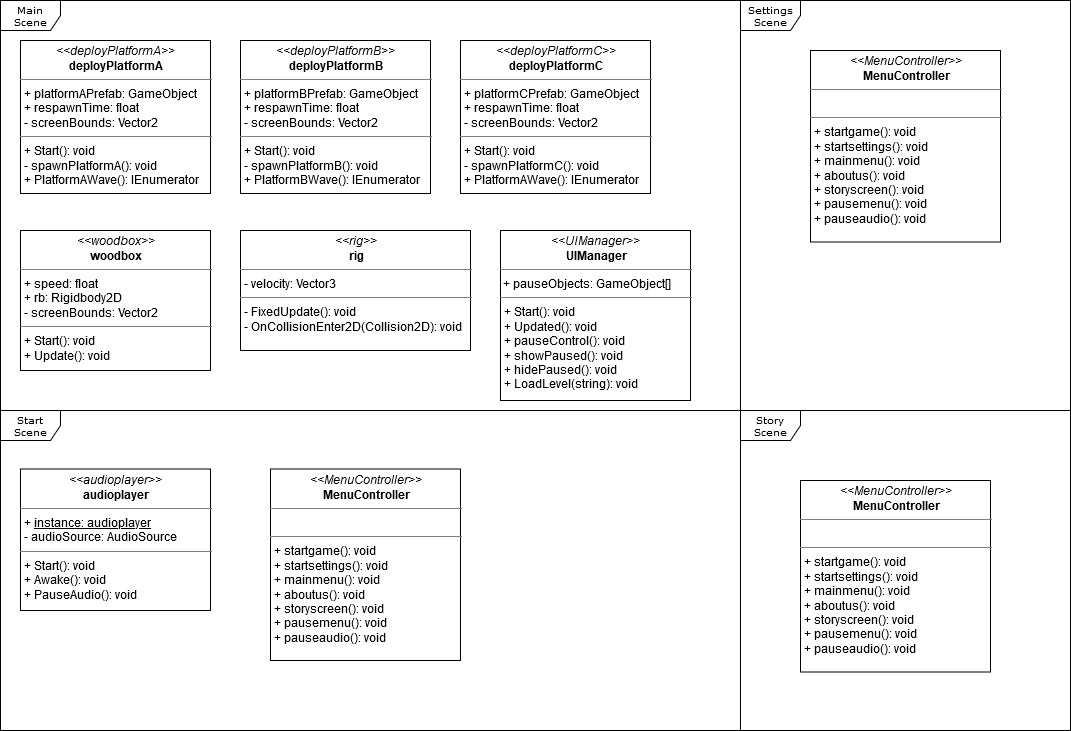 Main
Scene
<<deployPlatformA>>
deployPlatformA
+ platformAPrefab: GameObject
+ respawnTime: float
- screenBounds: Vector2
+ Start(): void
- spawnPlatformA(): void
+ PlatformAWave(): IEnumerator
<<deployPlatformB>>
deployPlatformB
+ platformBPrefab: GameObject
+ respawnTime: float
- screenBounds: Vector2
+ Start(): void
- spawnPlatformB(): void
+ PlatformBWave(): IEnumerator
<<deployPlatformC>>
deployPlatformC
+ platformCPrefab: GameObject
+ respawnTime: float
- screenBounds: Vector2
+ Start(): void
- spawnPlatformC(): void
+ PlatformAWave(): IEnumerator
<<woodbox>>
woodbox
+ speed: float
+ rb: Rigidbody2D
- screenBounds: Vector2
+ Start(): void
+ Update(): void
<<rig>>
rig
- velocity: Vector3
- FixedUpdate(): void
- OnCollisionEnter2D(Collision2D): void
<<UIManager>>
UIManager
+ pauseObjects: GameObject[]
+ Start(): void
+ Updated(): void
+ pauseControl(): void
+ showPaused(): void
+ hidePaused(): void
+ LoadLevel(string): void
Settings
Scene
<<MenuController>>
MenuController
+ startgame(): void
+ startsettings(): void
+ mainmenu(): void
+ aboutus(): void
+ storyscreen(): void
+ pausemenu(): void
+ pauseaudio(): void
Start
Scene
<<audioplayer>>
audioplayer
+ instance: audioplayer
- audioSource: AudioSource
+ Start(): void
+ Awake(): void
+ PauseAudio(): void
<<MenuController>>
MenuController
+ startgame(): void
+ startsettings(): void
+ mainmenu(): void
+ aboutus(): void
+ storyscreen(): void
+ pausemenu(): void
+ pauseaudio(): void
Story
Scene
<<MenuController>>
MenuController
+ startgame(): void
+ startsettings(): void
+ mainmenu(): void
+ aboutus(): void
+ storyscreen(): void
+ pausemenu(): void
+ pauseaudio(): void